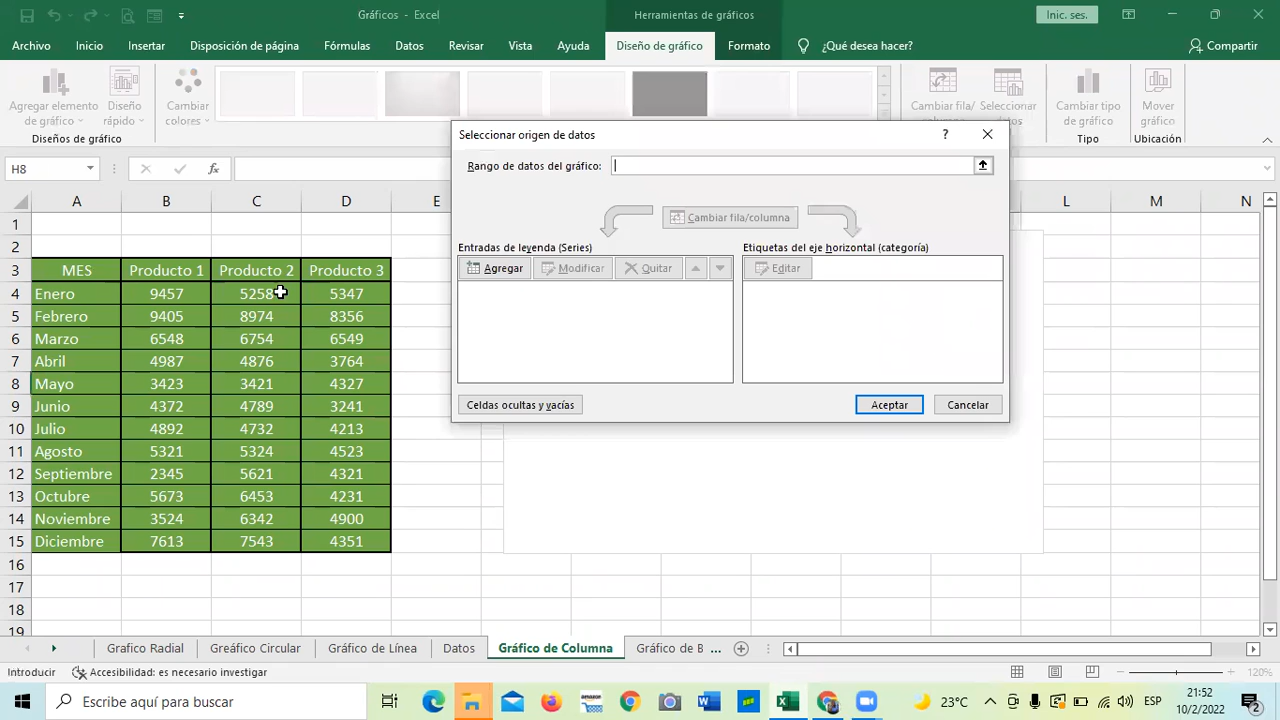 Gráficos - Excel
Herramientas de gráficos
Inic. ses.
Archivo Inicio Insertar Disposición de página Fórmulas Datos Revisar Vista Ayuda Diseño de gráfico Formato ¿Qué desea hacer? Compartir
Agregar elemento de gráfico
Diseño rápido
Cambiar colores
Cambiar fila/
Seleccionar datos
Cambiar tipo de gráfico
Mover gráfico
Diseños de gráfico
Tipo
Ubicación
Seleccionar origen de datos
?
Rango de datos del gráfico:
Cambiar fila/columna
Entradas de leyenda (Series)
Etiquetas del eje horizontal (categoría)
Agregar Modificar Quitar
Editar
Celdas ocultas y vacías
Aceptar
Cancelar
H8
fx
A B C D E L M N
1
2
3 MES Producto 1 Producto 2 Producto 3
4 Enero 9457 5258 5347
5 Febrero 9405 8974 8356
6 Marzo 6548 6754 6549
7 Abril 4987 4876 3764
8 Mayo 3423 3421 4327
9 Junio 4372 4789 3241
10 Julio 4892 4732 4213
11 Agosto 5321 5324 4523
12 Septiembre 2345 5621 4321
13 Octubre 5673 6453 4231
14 Noviembre 3524 6342 4900
15 Diciembre 7613 7543 4351
16
17
18
19
Grafico Radial Greáfico Circular Gráfico de Línea Datos Gráfico de Columna Gráfico de B ...
Introducir Accesibilidad: es necesario investigar 120%
Escribe aquí para buscar
amazon
23°C
ESP
21:52
10/2/2022
2